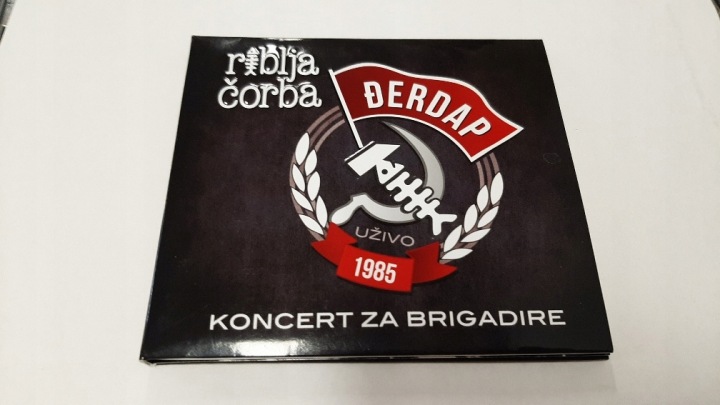 riblja
čorba
ĐERDAP
UŽIVO
1985
KONCERT ZA BRIGADIRE